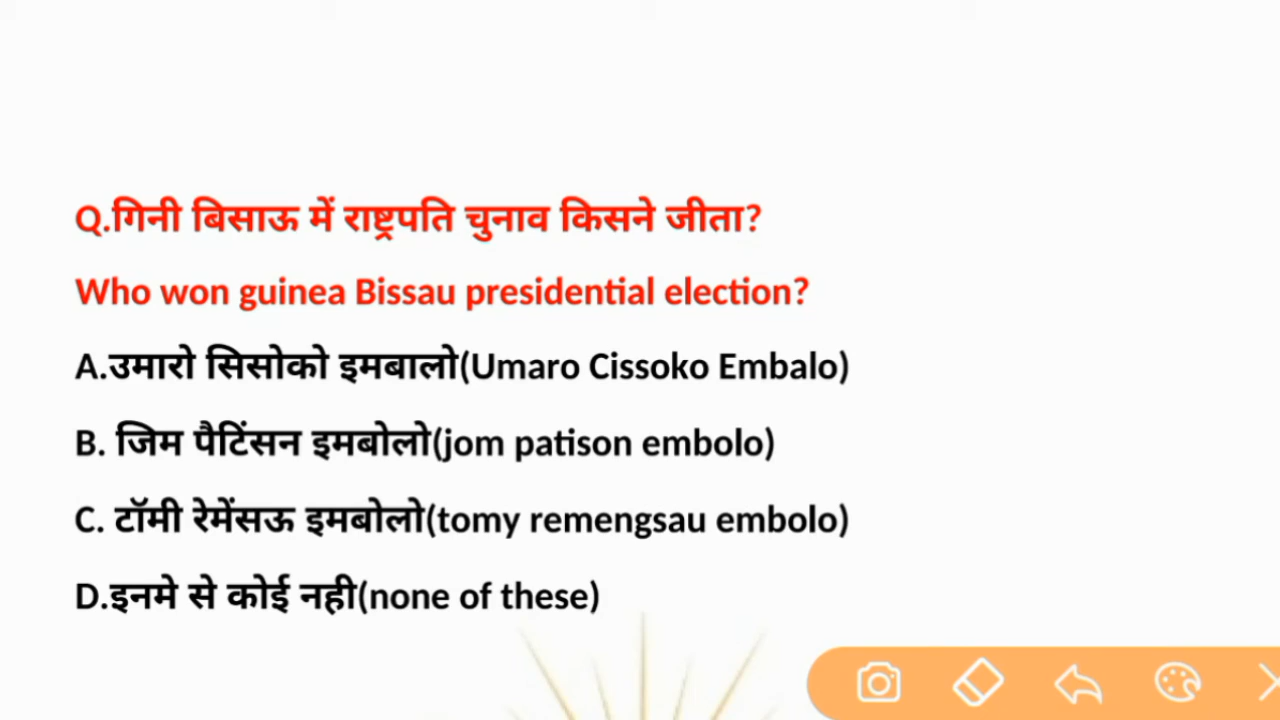 Q.गिनी बिसाऊ में राष्ट्रपति चुनाव किसने जीता?
Who won guinea Bissau presidential election?
A.उमारो सिसोको इमबालो(Umaro Cissoko Embalo)
B. जिम पैटिंसन इमबोलो(jom patison embolo)
C. टॉमी रेमेंसऊ इमबोलो(tomy remengsau embolo)
D.इनमे से कोई नही(none of these)